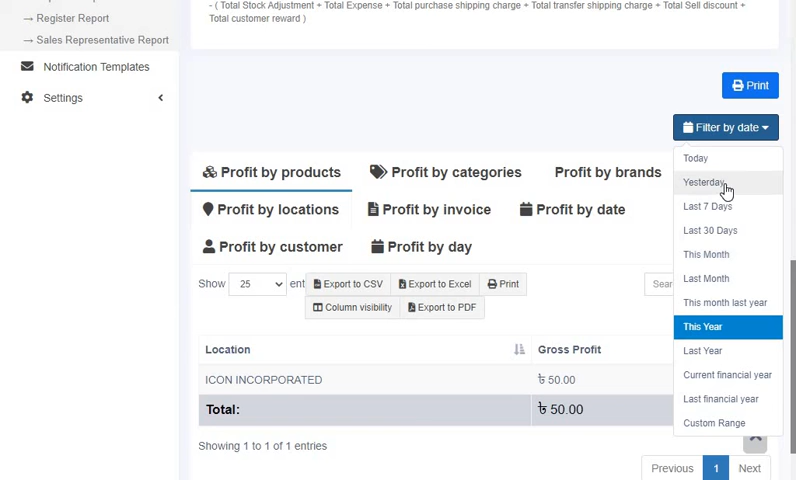 - ( Total Stock Adjustment + Total Expense + Total purchase shipping charge + Total transfer shipping charge + Total Sell discount +
Total customer reward )
→ Register Report
→ Sales Representative Report
Notification Templates
Settings
Print
Filter by date
Today
Yesterday
Last 7 Days
Last 30 Days
This Month
Last Month
This month last year
This Year
Last Year
Current financial year
Last financial year
Custom Range
Profit by products
Profit by categories
Profit by brands
Profit by locations
Profit by invoice
Profit by date
Profit by customer
Profit by day
Show 25 ent
Export to CSV
Export to Excel
Print
Sear
Column visibility
Export to PDF
Location Gross Profit
ICON INCORPORATED ৳ 50.00
Total: ৳ 50.00
Showing 1 to 1 of 1 entries
Previous 1 Next